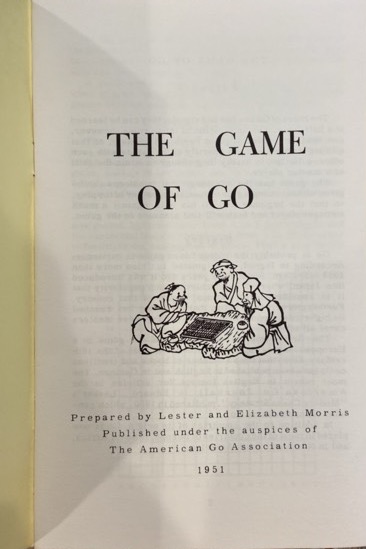 THE GAME
OF GO
Prepared by Lester and Elizabeth Morris
Published under the auspices of
The American Go Association
1951